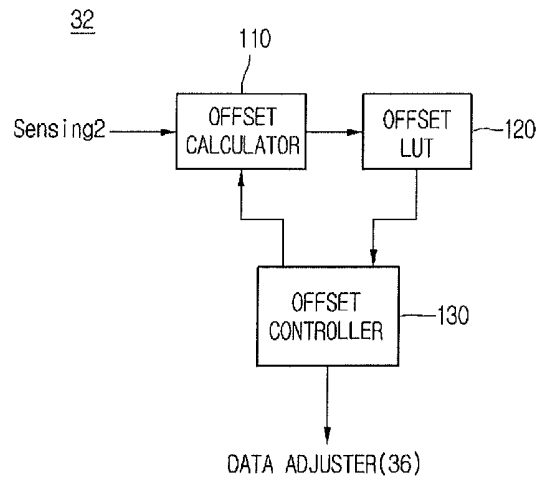 32
110
Sensing2
OFFSET
CALCULATOR
OFFSET
LUT
120
OFFSET
CONTROLLER
130
DATA ADJUSTER(36)